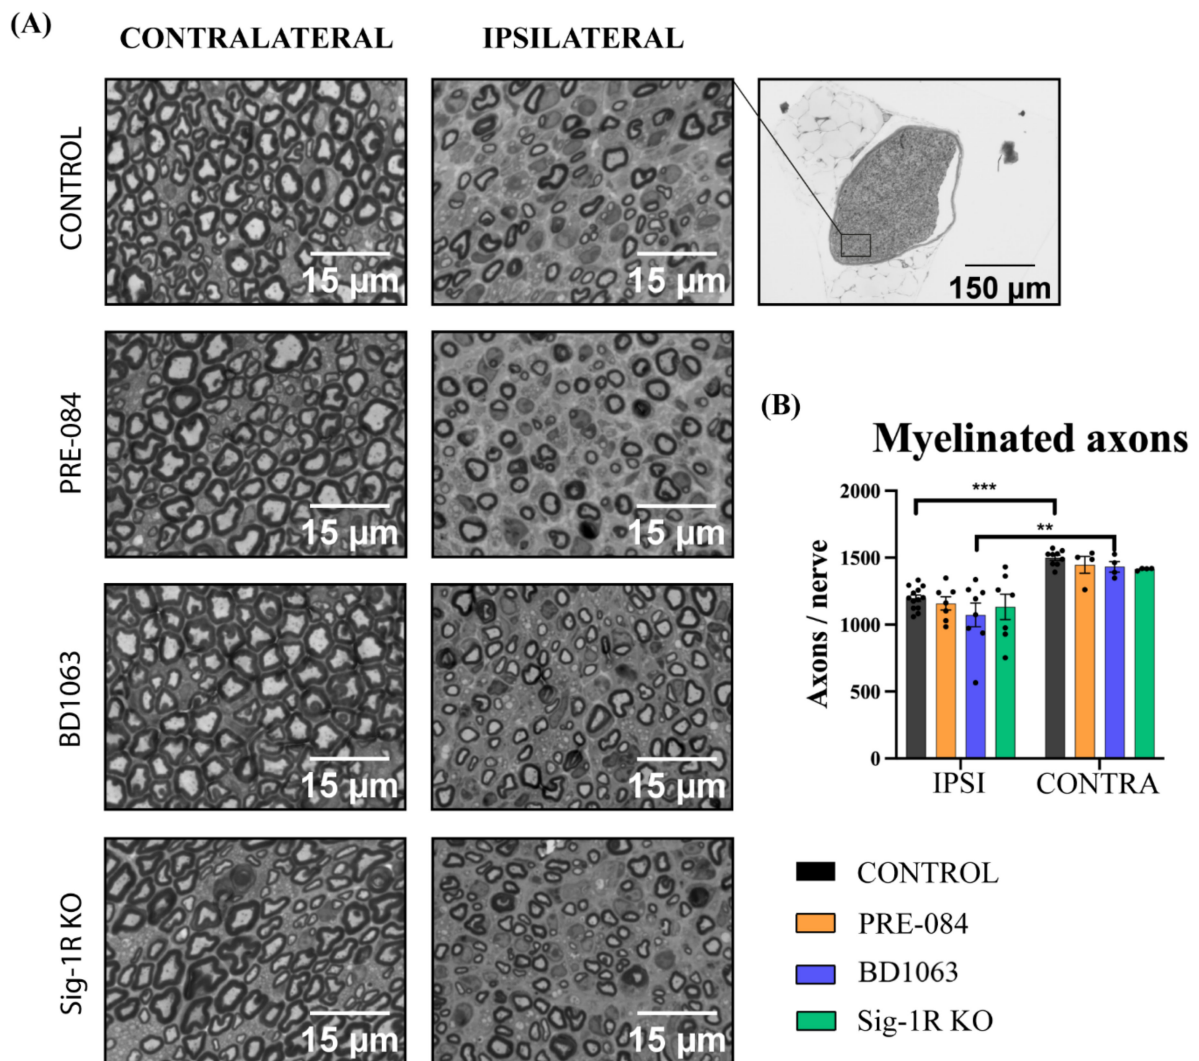 (A)
CONTRALATERAL
IPSILATERAL
CONTROL
15 µm
15 µm
150 µm
PRE-084
15 µm
15 µm
BD1063
15 µm
15 µm
Sig-1R KO
15 µm
15 µm
(B)
Myelinated axons
Axons / nerve
2000
1500
1000
500
0
***
**
IPSI
CONTRA
CONTROL
PRE-084
BD1063
Sig-1R KO